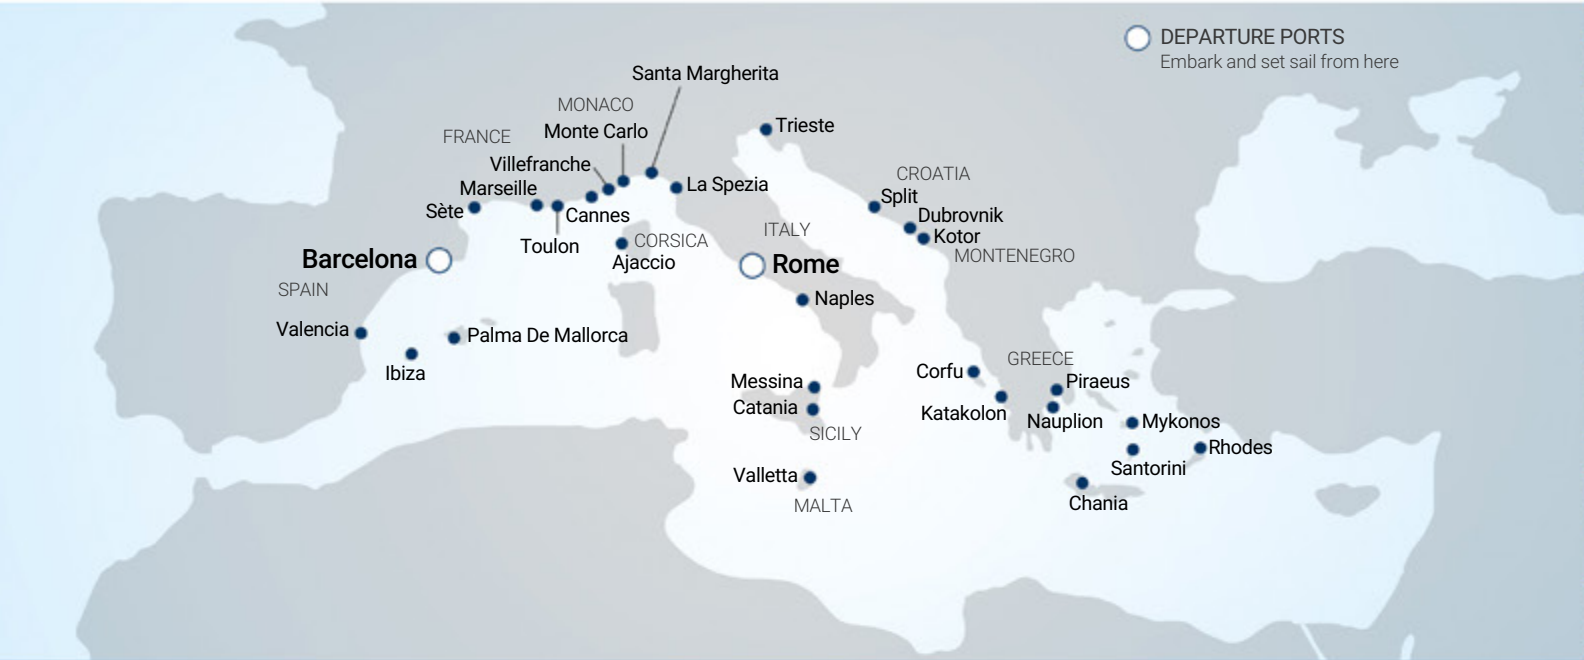 DEPARTURE PORTS
Embark and set sail from here
Santa Margherita
MONACO
Monte Carlo
FRANCE
Trieste
Villefranche
Marseille
La Spezia
CROATIA
Split
Sète
Cannes
Dubrovnik
Toulon
CORSICA
ITALY
Kotor
MONTENEGRO
Barcelona
Ajaccio
Rome
SPAIN
Naples
Valencia
Palma De Mallorca
Ibiza
Corfu
GREECE
Messina
Piraeus
Catania
Katakolon
Nauplion
Mykonos
SICILY
Rhodes
Santorini
Valletta
MALTA
Chania